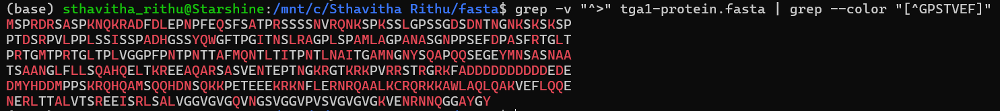 (base) sthavitha_rithu@Starshine:/mnt/c/Sthavitha Rithu/fasta$ grep -v "^>" tga1-protein.fasta | grep --color "[^GPSTVEF]"
MSPRDRSASPKNQKRADFDLEPNPFEQSFSATPRSSSSNVRQNKSPKSSLGPSSGDSDNTNGNKSKSKSP
PTDSRPVLPPLSSISSPADHGSSYQWGFTPGITNSLRAGPLSPAMLAGPANASGNPPSEFDPASFRTGLT
PRTGMTPRTGLTPLVGGPFPNTPNTTAFMQNTLTITPNTLNAITGAMNGNYSQAPQQSEGEYMNSASNAA
TSAANGLFLLSQAHQELTKREEAQARSASVENTEPTNGKRGTKRKPVRRSTRGRKFADDDDDDDDDDEDE
DMYHDDMPPSKRQHQAMSQQHDNSQKKPETEEEKRKNFLERNRQAALKCRQRKKAWLAQLQAKVEFLQQE
NERLTTALVTSREEISRLSALVGGVGVGQVNGSVGGVPVSVGVGVGKVENRNNQGGAYGY